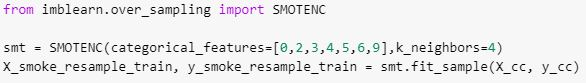 from imblearn.over_sampling import SMOTENC
smt = SMOTENC(categorical_features=[0,2,3,4,5,6,9],k_neighbors=4)
X_smoke_resample_train, y_smoke_resample_train = smt.fit_sample(X_cc, y_cc)